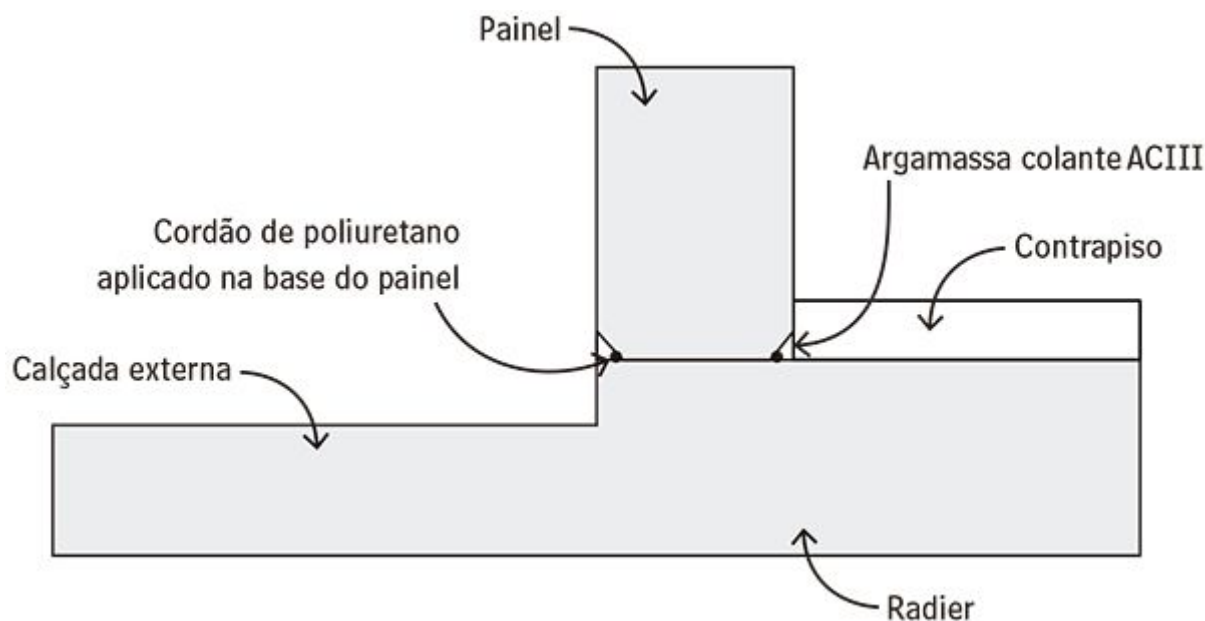 Painel
Argamassa colante ACIII
Cordão de poliuretano
aplicado na base do painel
Contrapiso
Calçada externa
Radier